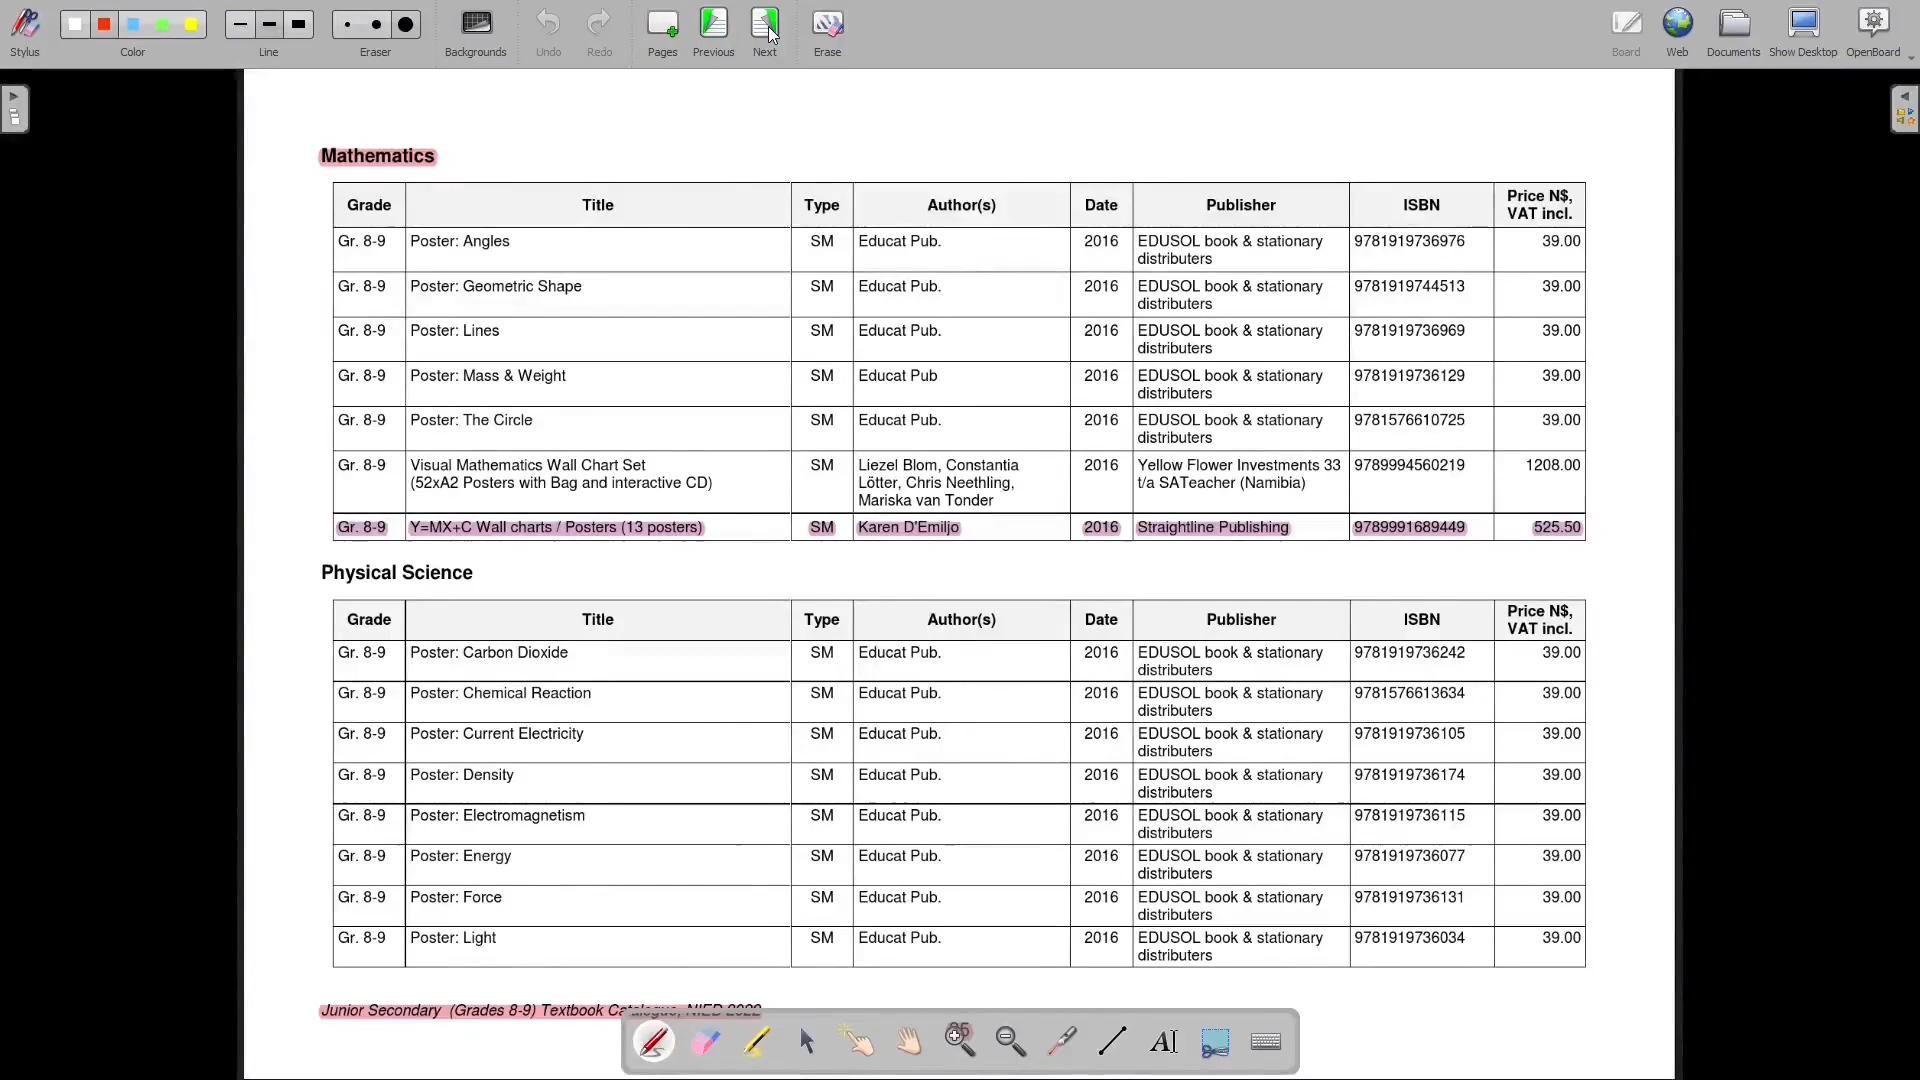 Stylus Color Line Eraser Backgrounds Undo Redo Pages Previous Next Erase Board Web Documents Show Desktop OpenBoard
Mathematics
Grade Title Type Author(s) Date Publisher ISBN Price N$, VAT incl.
Gr. 8-9 Poster: Angles SM Educat Pub. 2016 EDUSOL book & stationary distributers 9781919736976 39.00
Gr. 8-9 Poster: Geometric Shape SM Educat Pub. 2016 EDUSOL book & stationary distributers 9781919744513 39.00
Gr. 8-9 Poster: Lines SM Educat Pub. 2016 EDUSOL book & stationary distributers 9781919736969 39.00
Gr. 8-9 Poster: Mass & Weight SM Educat Pub 2016 EDUSOL book & stationary distributers 9781919736129 39.00
Gr. 8-9 Poster: The Circle SM Educat Pub. 2016 EDUSOL book & stationary distributers 9781576610725 39.00
Gr. 8-9 Visual Mathematics Wall Chart Set (52xA2 Posters with Bag and interactive CD) SM Liezel Blom, Constantia Lötter, Chris Neethling, Mariska van Tonder 2016 Yellow Flower Investments 33 t/a SATeacher (Namibia) 9789994560219 1208.00
Gr. 8-9 Y=MX+C Wall charts / Posters (13 posters) SM Karen D'Emiljo 2016 Straightline Publishing 9789991689449 525.50
Physical Science
Grade Title Type Author(s) Date Publisher ISBN Price N$, VAT incl.
Gr. 8-9 Poster: Carbon Dioxide SM Educat Pub. 2016 EDUSOL book & stationary distributers 9781919736242 39.00
Gr. 8-9 Poster: Chemical Reaction SM Educat Pub. 2016 EDUSOL book & stationary distributers 9781576613634 39.00
Gr. 8-9 Poster: Current Electricity SM Educat Pub. 2016 EDUSOL book & stationary distributers 9781919736105 39.00
Gr. 8-9 Poster: Density SM Educat Pub. 2016 EDUSOL book & stationary distributers 9781919736174 39.00
Gr. 8-9 Poster: Electromagnetism SM Educat Pub. 2016 EDUSOL book & stationary distributers 9781919736115 39.00
Gr. 8-9 Poster: Energy SM Educat Pub. 2016 EDUSOL book & stationary distributers 9781919736077 39.00
Gr. 8-9 Poster: Force SM Educat Pub. 2016 EDUSOL book & stationary distributers 9781919736131 39.00
Gr. 8-9 Poster: Light SM Educat Pub. 2016 EDUSOL book & stationary distributers 9781919736034 39.00
Junior Secondary (Grades 8-9) Textbook Catalogue, NIED 2022